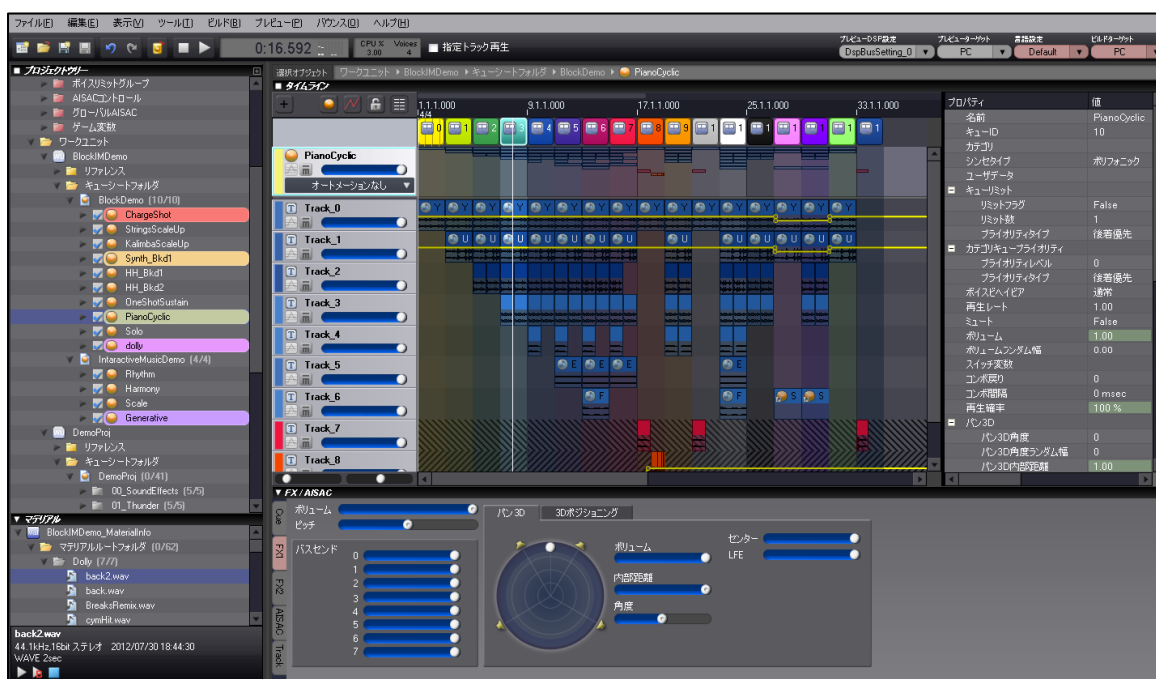 ファイル(F) 編集(E) 表示(V) ツール(T) ビルド(B) プレビュー(P) バウンス(Q) ヘルプ(H)
0:16.592
CPU% 3.00
Voices 4
指定トラック再生
プレビューDSP設定 DspBusSetting_0
プレビューターゲット PC
言語設定 Default
ビルドターゲット PC
プロジェクトツリー
ボイスリミットグループ
AISACコントロール
グローバルAISAC
ゲーム変数
ワークユニット
BlockIMDemo
リファレンス
キューシートフォルダ
BlockDemo (10/10)
ChargeShot
StringsScaleUp
KalimbaScaleUp
Synth_Bkd1
HH_Bkd1
HH_Bkd2
OneShotSustain
PianoCyclic
Solo
dolly
InteractiveMusicDemo (4/4)
Rhythm
Harmony
Scale
Generative
DemoProj
リファレンス
キューシートフォルダ
DemoProj (0/41)
00_SoundEffects (5/5)
01_Thunder (5/5)
マテリアル
BlockIMDemo_MaterialInfo
マテリアルルートフォルダ (0/62)
Dolly (7/7)
back2.wav
back.wav
BreaksRemix.wav
cymHit.wav
back2.wav
44.1kHz,16bit ステレオ 2012/07/30 18:44:30
WAVE 2sec
選択オブジェクト ワークユニット BlockIMDemo キューシートフォルダ BlockDemo PianoCyclic
タイムライン
1.1.1.000 9.1.1.000 17.1.1.000 25.1.1.000 33.1.1.000
4/4
0 1 2 3 4 5 6 7 8 9 1 1 1 1 1 1 1
PianoCyclic
オートメーションなし
Track_0
Y Y Y Y Y Y Y Y Y Y Y Y Y Y Y Y
Track_1
U U U U U U U U U U U U U
Track_2
Track_3
Track_4
Track_5
E E E E
Track_6
F F S S
Track_7
Track_8
プロパティ 値
名前 PianoCyclic
キューID 10
カテゴリ
シンセタイプ ポリフォニック
ユーザデータ
キューリミット
リミットフラグ False
リミット数 1
プライオリティタイプ 後着優先
カテゴリキュープライオリティ
プライオリティレベル 0
プライオリティタイプ 後着優先
ボイスビヘイビア 通常
再生レート 1.00
ミュート False
ボリューム 1.00
ボリュームランダム幅 0.00
スイッチ変数
コンボ戻り 0
コンボ間隔 0 msec
再生確率 100 %
パン3D
パン3D角度 0
パン3D角度ランダム幅 0
パン3D内部距離 1.00
FX/AISAC
Cue
FX1
FX2
AISAC
Track
ボリューム
ピッチ
バスセンド 0
1
2
3
4
5
6
7
パン3D 3Dポジショニング
ボリューム
内部距離
角度
センター
LFE